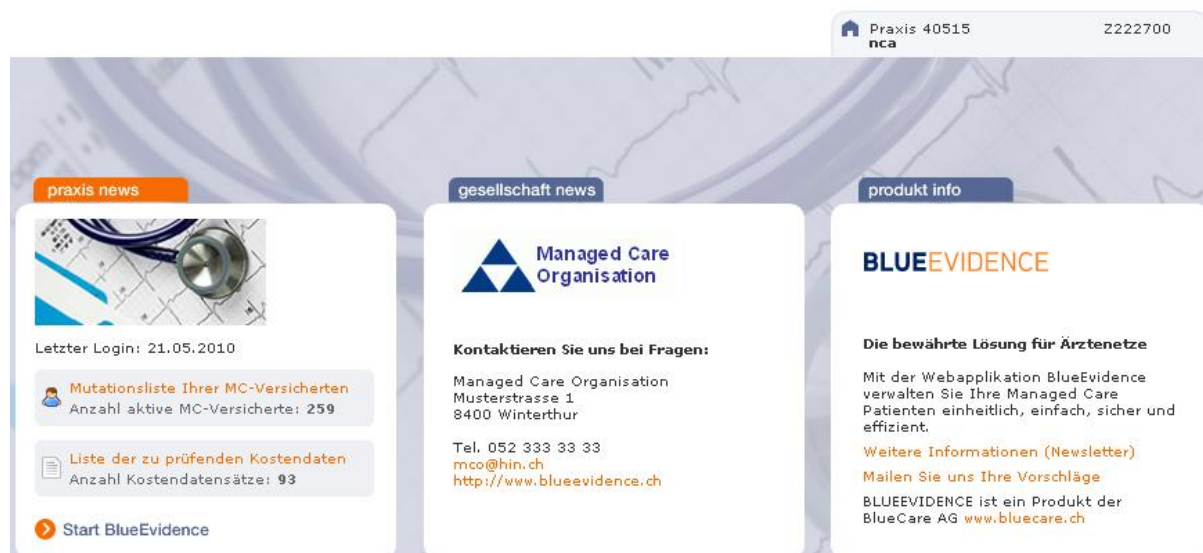 Praxis 40515 Z222700
nca
praxis news
Letzter Login: 21.05.2010
Mutationsliste Ihrer MC-Versicherten
Anzahl aktive MC-Versicherte: 259
Liste der zu prüfenden Kostendaten
Anzahl Kostendatensätze: 93
Start BlueEvidence
gesellschaft news
Managed Care
Organisation
Kontaktieren Sie uns bei Fragen:
Managed Care Organisation
Musterstrasse 1
8400 Winterthur
Tel. 052 333 33 33
mco@hin.ch
http://www.blueevidence.ch
produkt info
BLUEEVIDENCE
Die bewährte Lösung für Ärztenetze
Mit der Webapplikation BlueEvidence
verwalten Sie Ihre Managed Care
Patienten einheitlich, einfach, sicher und
effizient.
Weitere Informationen (Newsletter)
Mailen Sie uns Ihre Vorschläge
BLUEEVIDENCE ist ein Produkt der
BlueCare AG www.bluecare.ch